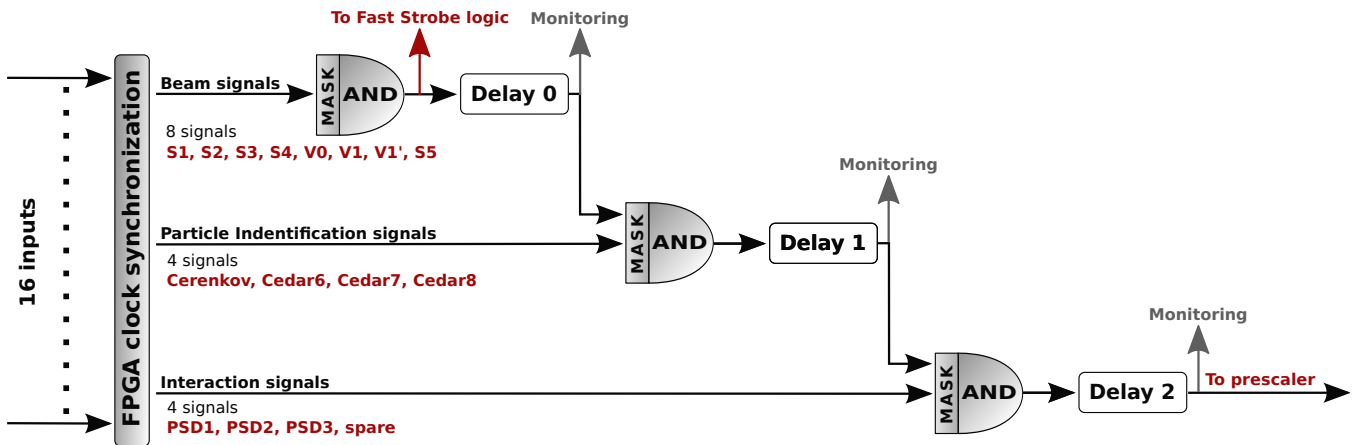 To Fast Strobe logic
Monitoring
Beam signals
MASK
AND
Delay 0
8 signals
S1, S2, S3, S4, V0, V1, V1', S5
16 inputs
FPGA clock synchronization
Monitoring
Particle Indentification signals
MASK
AND
Delay 1
4 signals
Cerenkov, Cedar6, Cedar7, Cedar8
Monitoring
Interaction signals
MASK
AND
Delay 2
To prescaler
4 signals
PSD1, PSD2, PSD3, spare